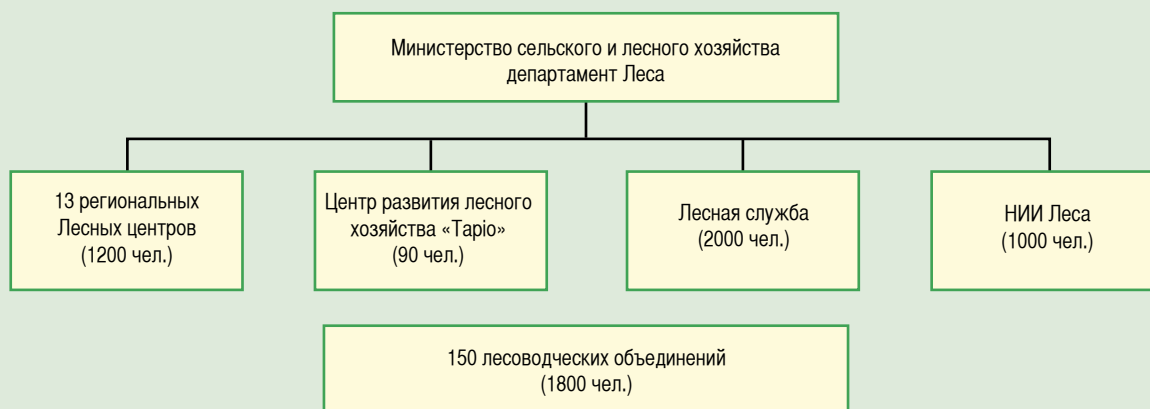 Министерство сельского и лесного хозяйства
департамент Леса
13 региональных
Лесных центров
(1200 чел.)
Центр развития лесного
хозяйства «Tapio»
(90 чел.)
Лесная служба
(2000 чел.)
НИИ Леса
(1000 чел.)
150 лесоводческих объединений
(1800 чел.)